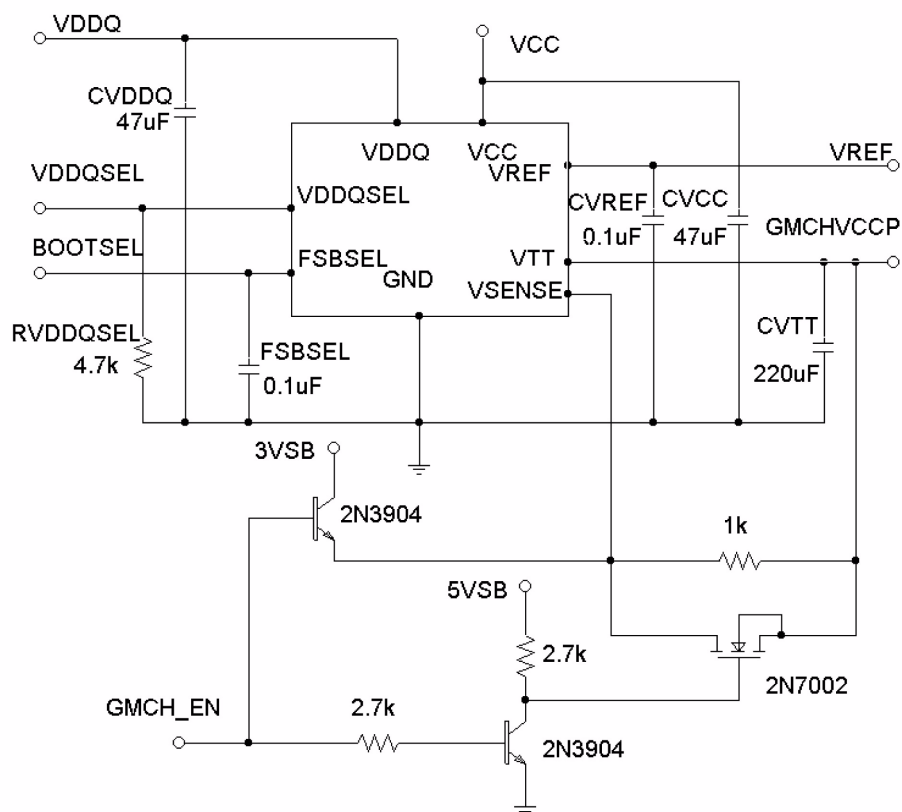 VDDQ
VCC
CVDDQ
47uF
VDDQ
VCC
VREF
VREF
VDDQSEL
VDDQSEL
CVREF
0.1uF
CVCC
47uF
GMCHVCCP
BOOTSEL
FSBSEL
GND
VTT
VSENSE
RVDDQSEL
4.7k
FSBSEL
0.1uF
CVTT
220uF
3VSB
2N3904
1k
5VSB
2.7k
2N7002
GMCH_EN
2.7k
2N3904